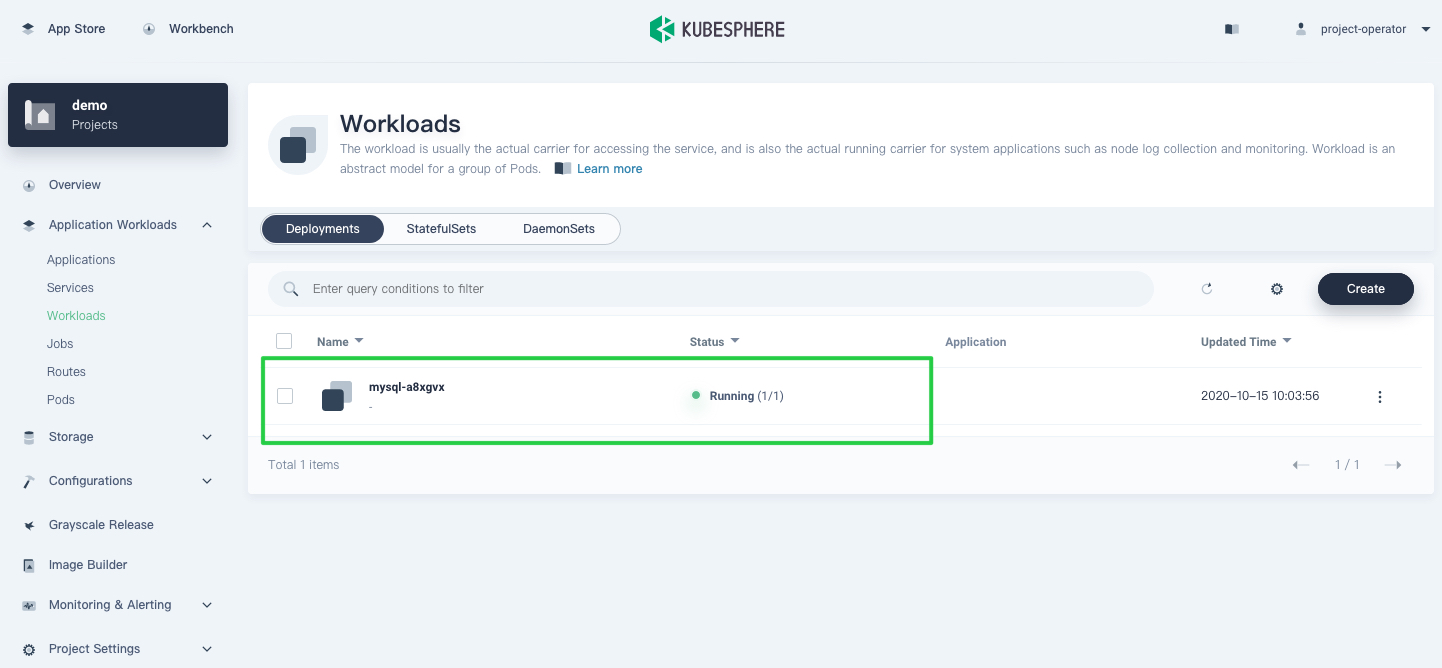 App Store
Workbench
KUBESPHERE
project-operator
demo
Projects
Overview
Application Workloads
Applications
Services
Workloads
Jobs
Routes
Pods
Storage
Configurations
Grayscale Release
Image Builder
Monitoring & Alerting
Project Settings
Workloads
The workload is usually the actual carrier for accessing the service, and is also the actual running carrier for system applications such as node log collection and monitoring. Workload is an
abstract model for a group of Pods. Learn more
Deployments StatefulSets DaemonSets
Enter query conditions to filter
Create
Name Status Application Updated Time
mysql-a8xgvx Running (1/1) 2020-10-15 10:03:56
-
Total 1 items 1 / 1